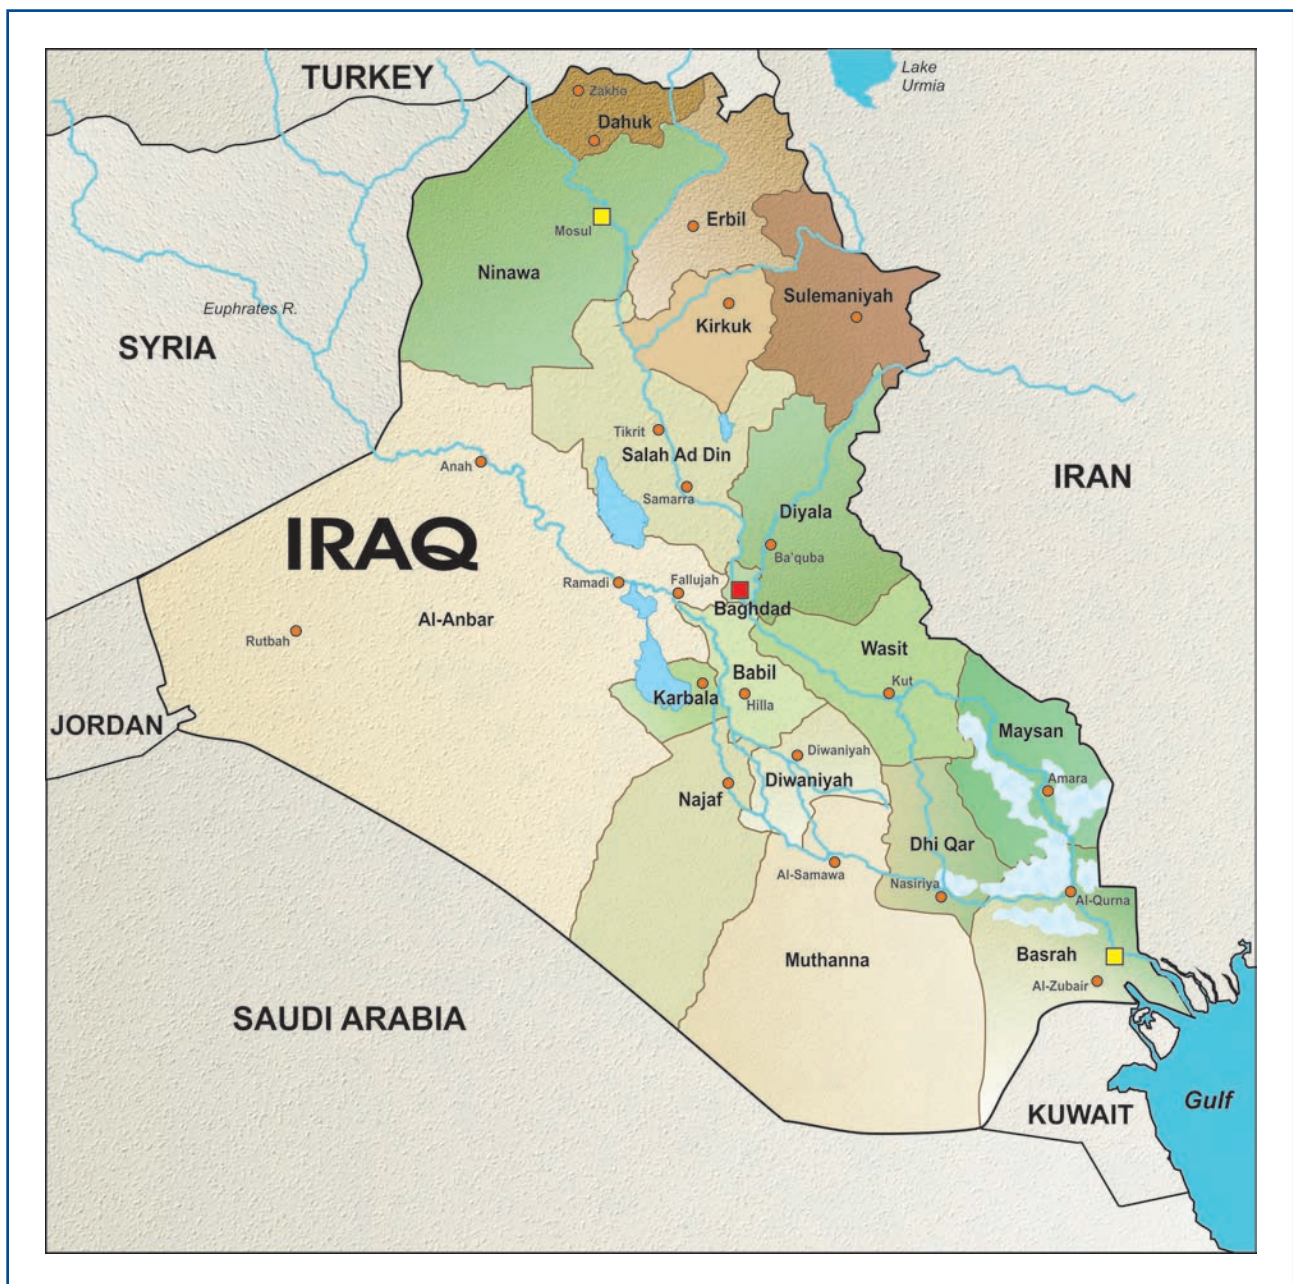 TURKEY
Lake
Urmia
Zakho
Dahuk
Erbil
Mosul
Ninawa
Sulemaniyah
Euphrates R.
Kirkuk
SYRIA
Tikrit
Salah Ad Din
Anah
IRAN
Samarra
Diyala
IRAQ
Ba'quba
Ramadi
Fallujah
Baghdad
Al-Anbar
Rutbah
Wasit
Babil
Kut
Karbala
Hilla
JORDAN
Maysan
Diwaniyah
Diwaniyah
Amara
Najaf
Dhi Qar
Al-Samawa
Nasiriya
Al-Qurna
Muthanna
Basrah
Al-Zubair
SAUDI ARABIA
Gulf
KUWAIT